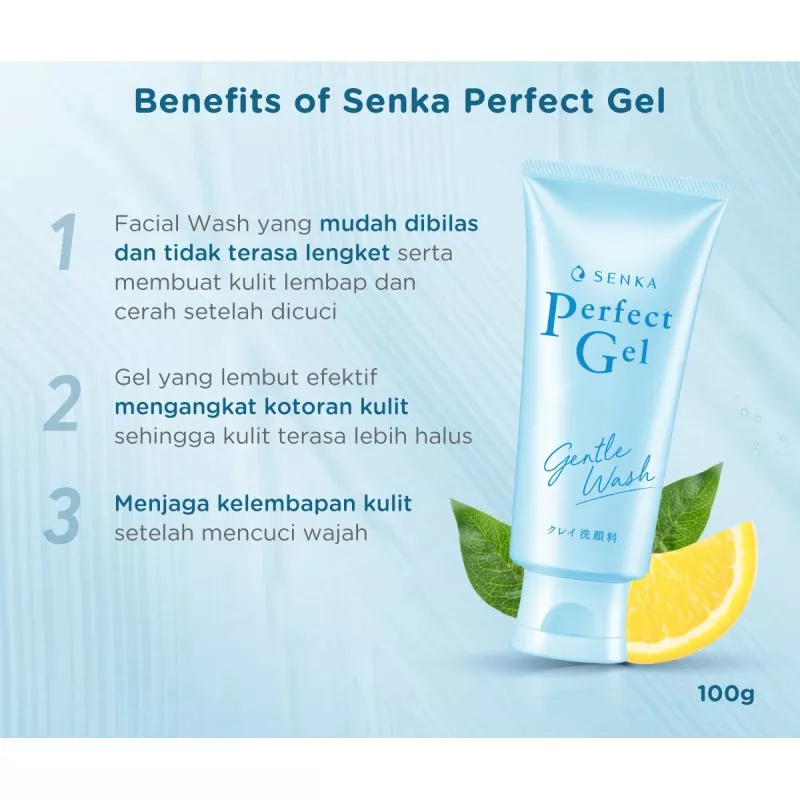 Benefits of Senka Perfect Gel
1
Facial Wash yang mudah dibilas
dan tidak terasa lengket serta
membuat kulit lembap dan
cerah setelah dicuci
2
Gel yang lembut efektif
mengangkat kotoran kulit
sehingga kulit terasa lebih halus
3
Menjaga kelembapan kulit
setelah mencuci wajah
SENKA
Perfect
Gel
Gentle
Wash
クレイ洗顔料
100g